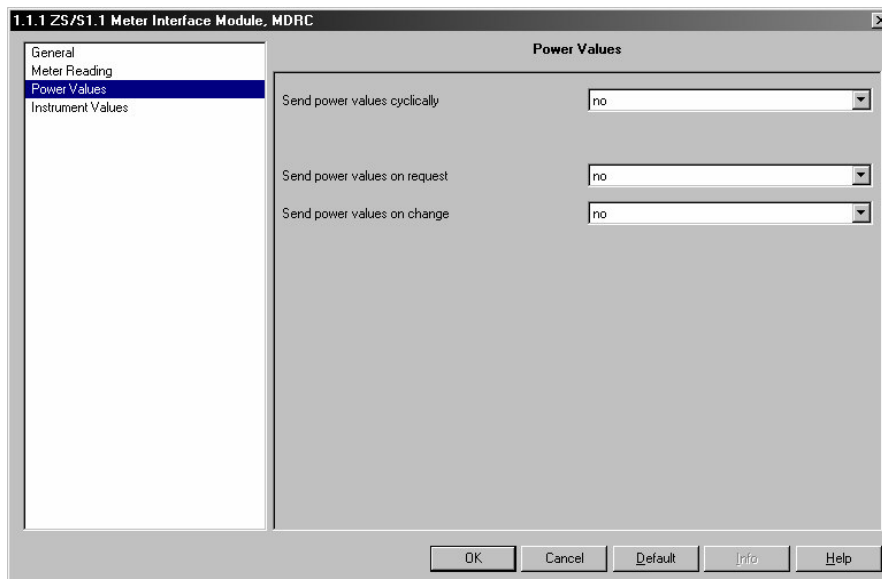 1.1.1 ZS/S1.1 Meter Interface Module, MDRC
General
Meter Reading
Power Values
Instrument Values
Power Values
Send power values cyclically
no
Send power values on request
no
Send power values on change
no
OK
Cancel
Default
Info
Help